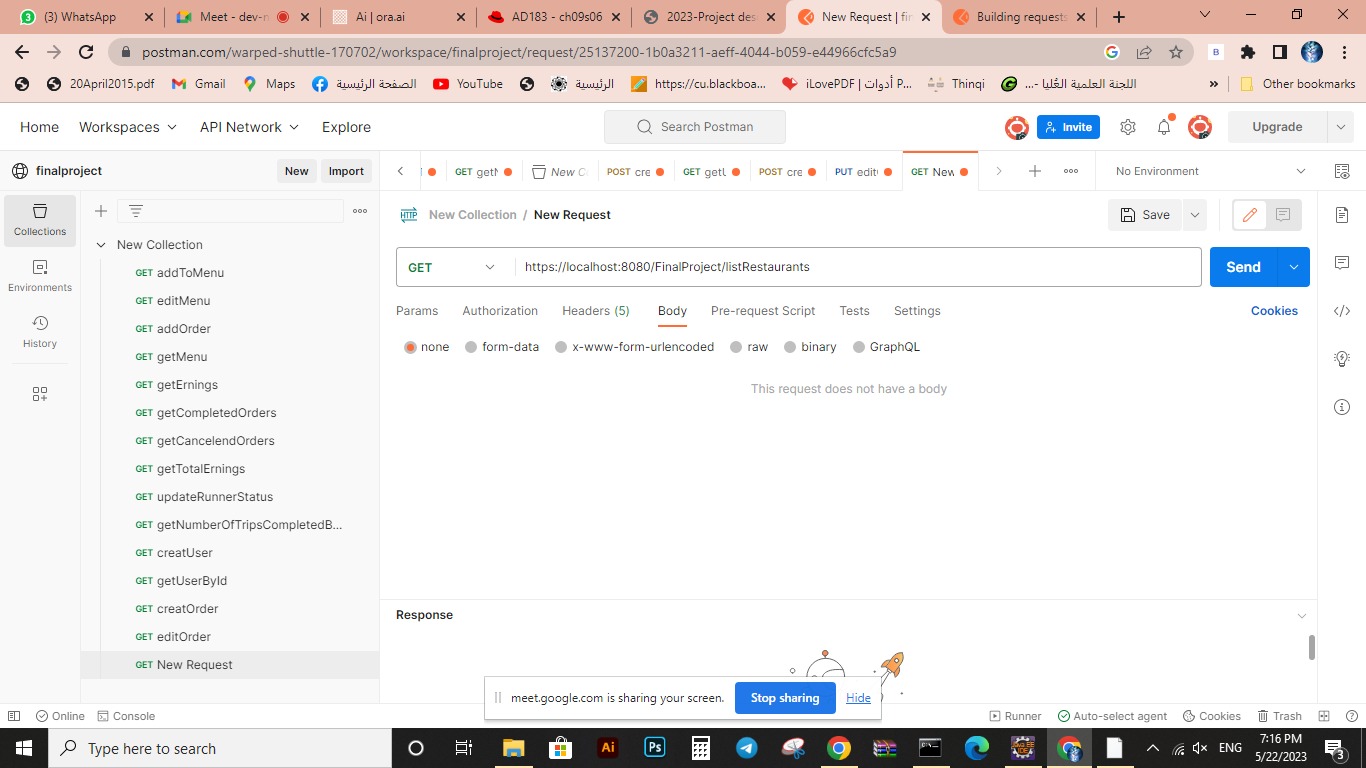 (3) WhatsApp
Meet - dev-n
Ai | ora.ai
AD183 - ch09s06
2023-Project des
New Request | fin
Building requests
postman.com/warped-shuttle-170702/workspace/finalproject/request/25137200-1b0a3211-aeff-4044-b059-e44966cfc5a9
20April2015.pdf
Gmail
Maps
الصفحة الرئيسية
YouTube
الرئيسية
https://cu.blackboa...
iLovePDF | أدوات P...
Thinqi
اللجنة العلمية العُليا -...
»
Other bookmarks
Home
Workspaces
API Network
Explore
Search Postman
Invite
Upgrade
finalproject
New
Import
GET getM
New C
POST cre
GET getU
POST cre
PUT edit
GET New
No Environment
Collections
Environments
History
New Collection / New Request
Save
New Collection
GET addToMenu
GET editMenu
GET addOrder
GET getMenu
GET getErnings
GET getCompletedOrders
GET getCancelendOrders
GET getTotalErnings
GET updateRunnerStatus
GET getNumberOfTripsCompletedB...
GET creatUser
GET getUserById
GET creatOrder
GET editOrder
GET New Request
GET
https://localhost:8080/FinalProject/listRestaurants
Send
Params
Authorization
Headers (5)
Body
Pre-request Script
Tests
Settings
Cookies
none
form-data
x-www-form-urlencoded
raw
binary
GraphQL
This request does not have a body
Response
meet.google.com is sharing your screen.
Stop sharing
Hide
Online
Console
Runner
Auto-select agent
Cookies
Trash
Type here to search
ENG
7:16 PM
5/22/2023
3